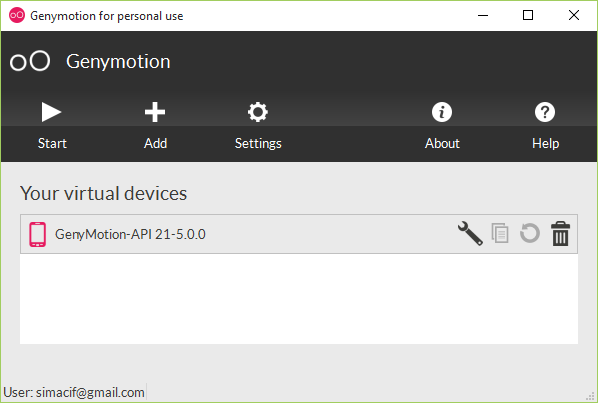 Genymotion for personal use
Genymotion
Start Add Settings About Help
Your virtual devices
GenyMotion-API 21-5.0.0
User: simacif@gmail.com